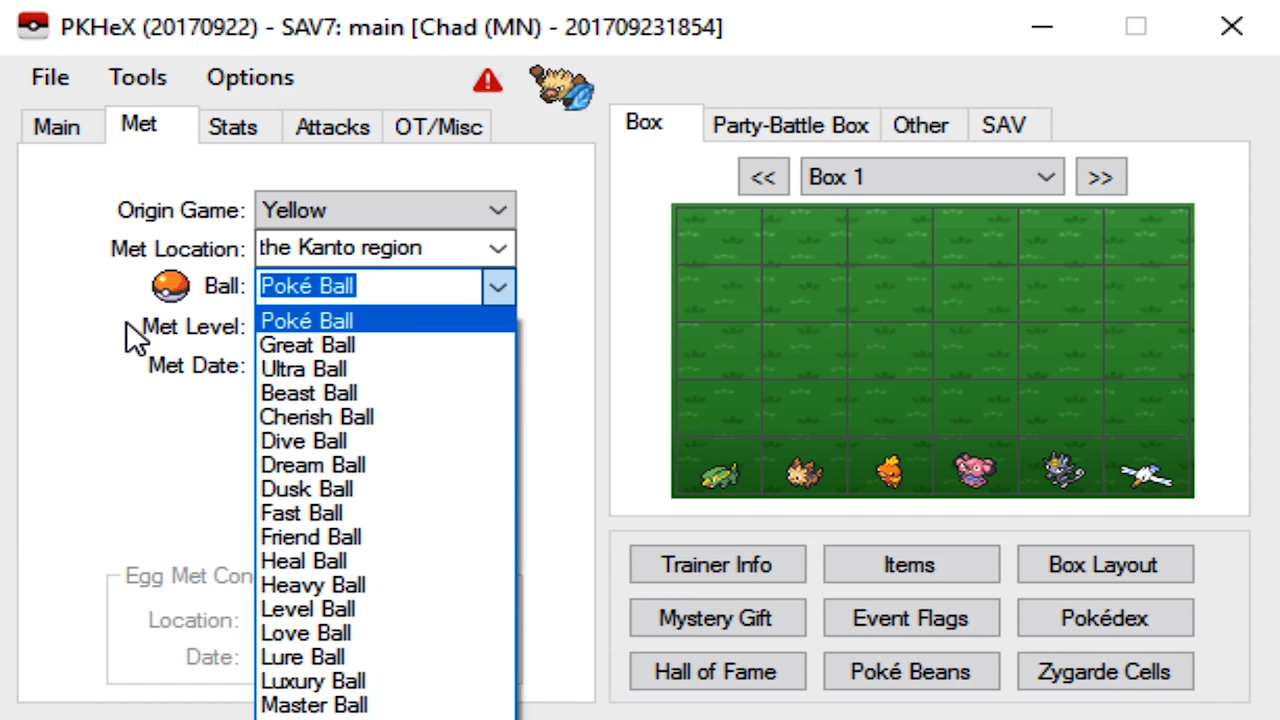 PKHeX (20170922) - SAV7: main [Chad (MN) - 201709231854]
File Tools Options
Main Met Stats Attacks OT/Misc
Origin Game: Yellow
Met Location: the Kanto region
Ball: Poké Ball
Met Level:
Met Date:
Poké Ball
Great Ball
Ultra Ball
Beast Ball
Cherish Ball
Dive Ball
Dream Ball
Dusk Ball
Fast Ball
Friend Ball
Heal Ball
Heavy Ball
Level Ball
Love Ball
Lure Ball
Luxury Ball
Master Ball
Egg Met Con
Location:
Date:
Box Party-Battle Box Other SAV
<< Box 1 >>
Trainer Info Items Box Layout
Mystery Gift Event Flags Pokédex
Hall of Fame Poké Beans Zygarde Cells